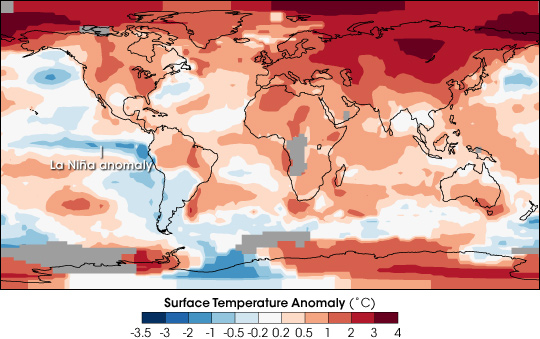 La Niña anomaly
Surface Temperature Anomaly (˚C)
-3.5 -3 -2 -1 -0.5 -0.2 0.2 0.5 1 2 3 4